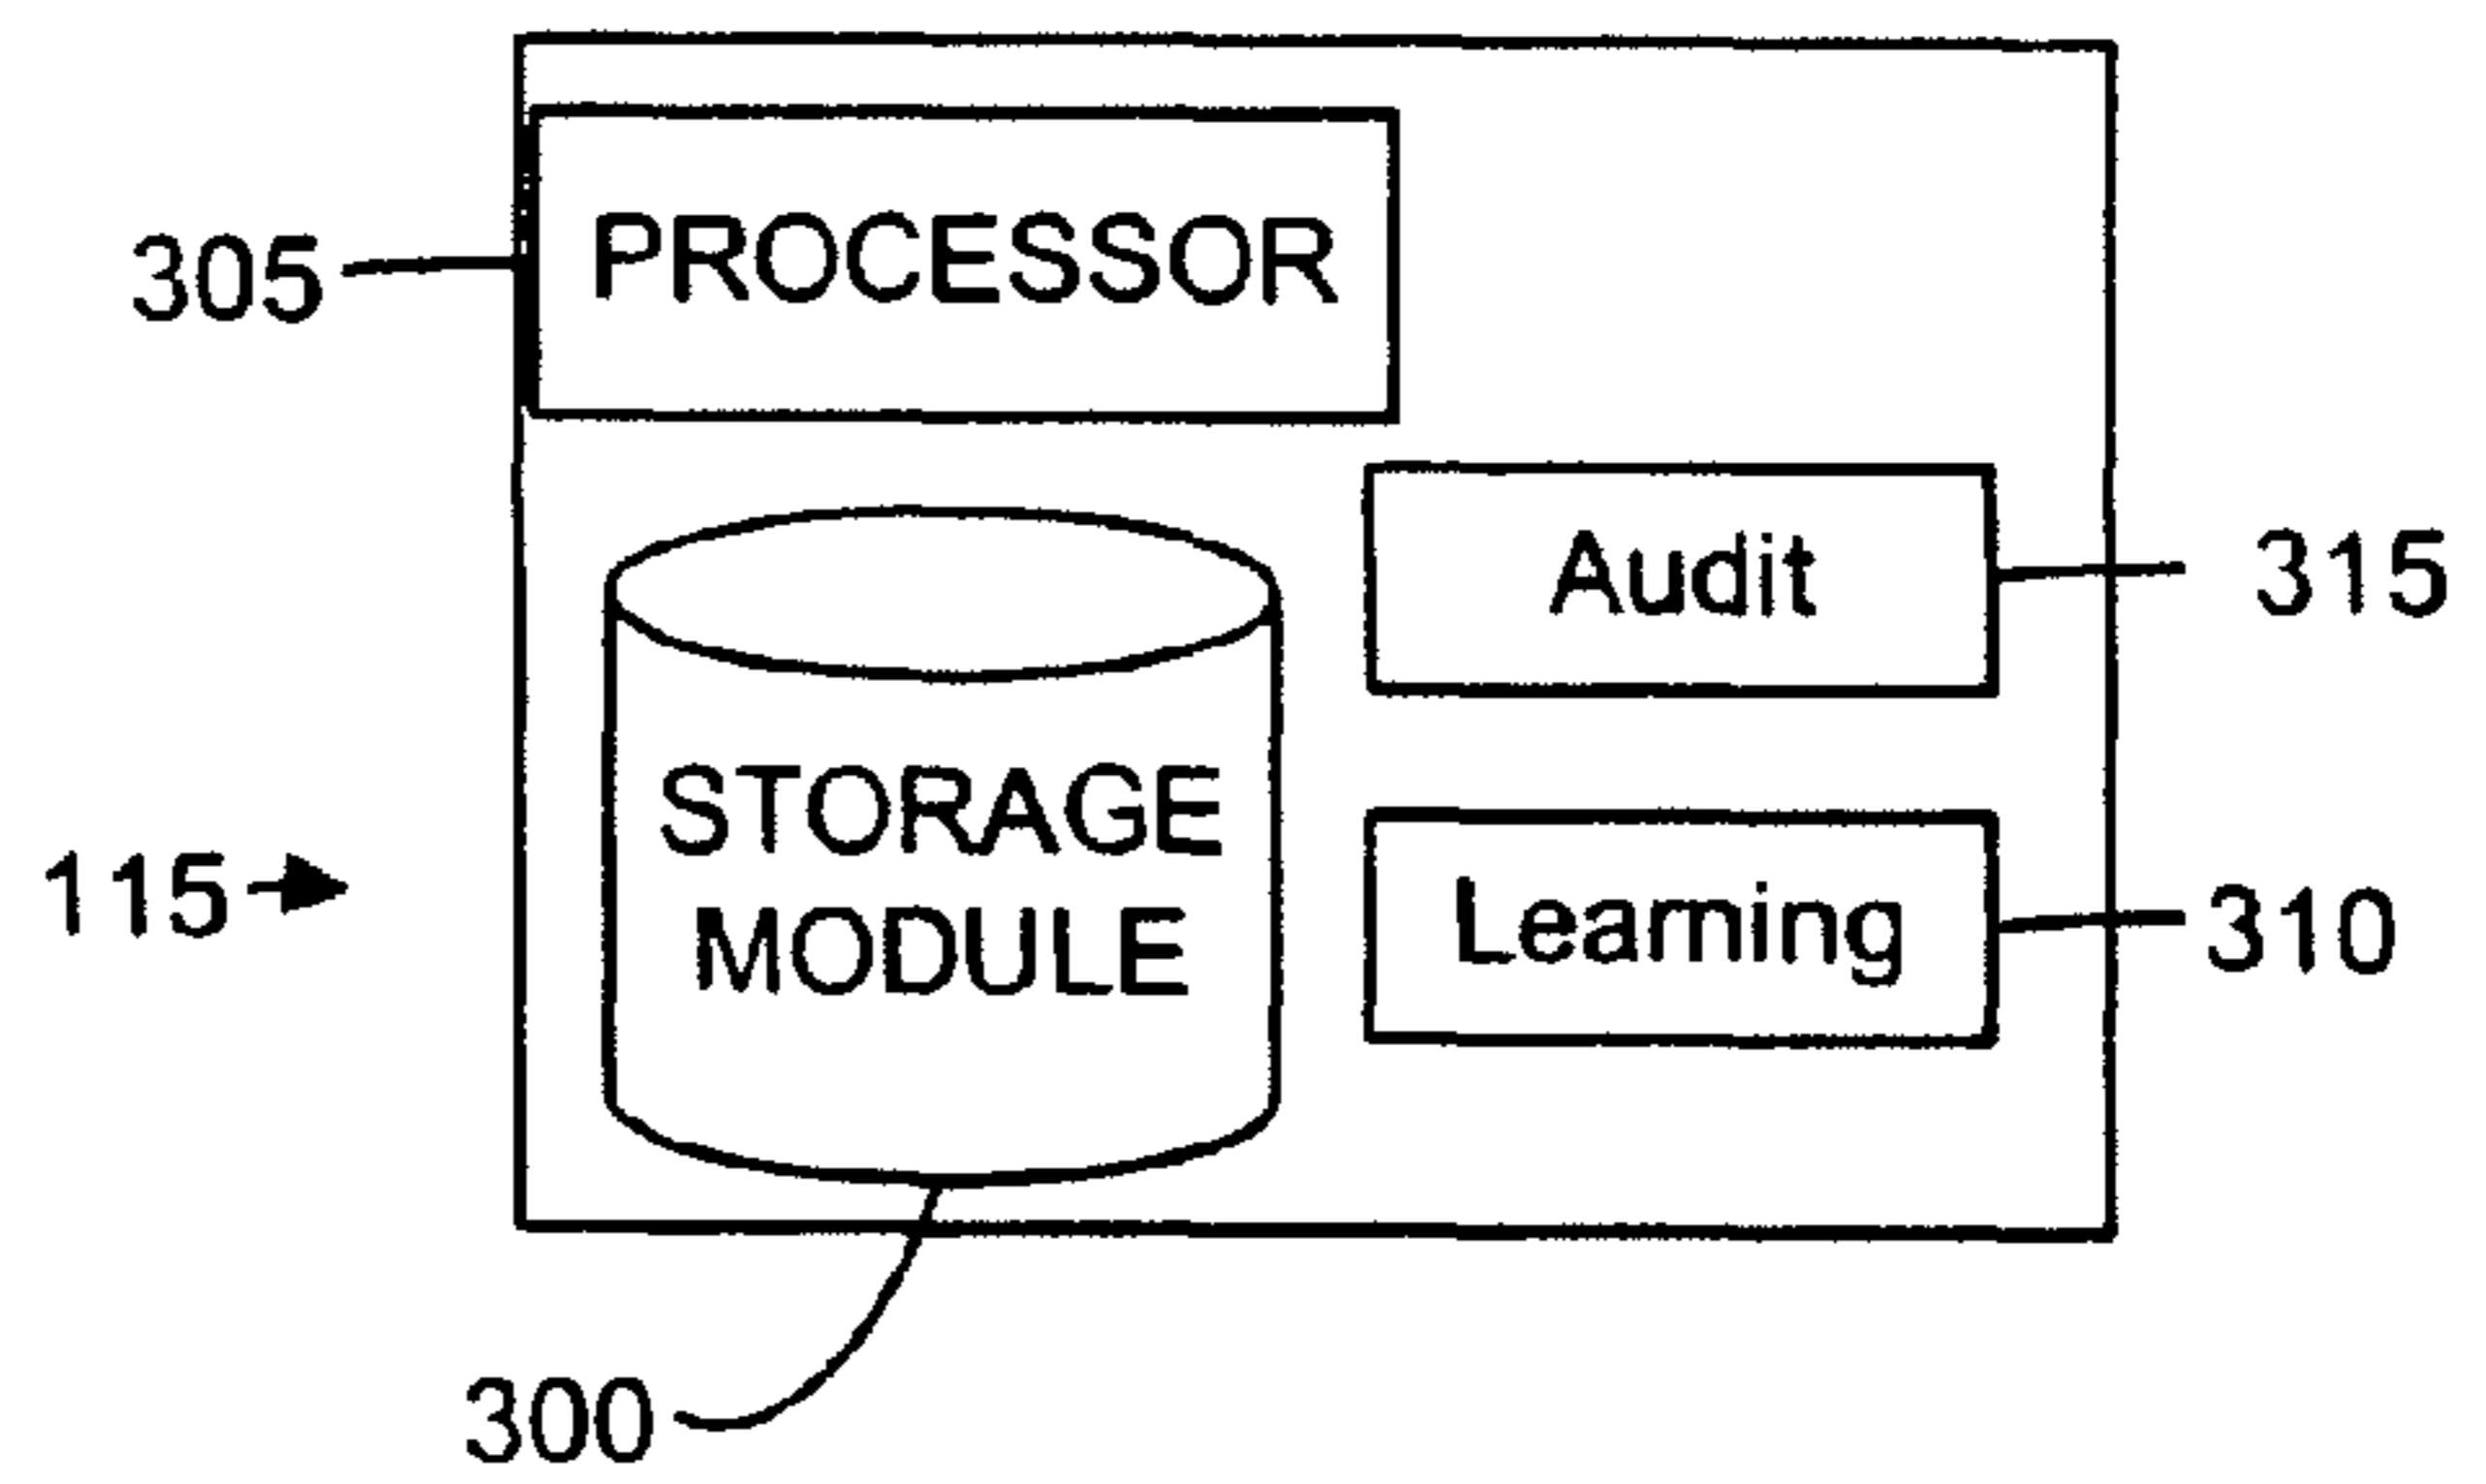 305
PROCESSOR
Audit
315
115
STORAGE
MODULE
Learning
310
300